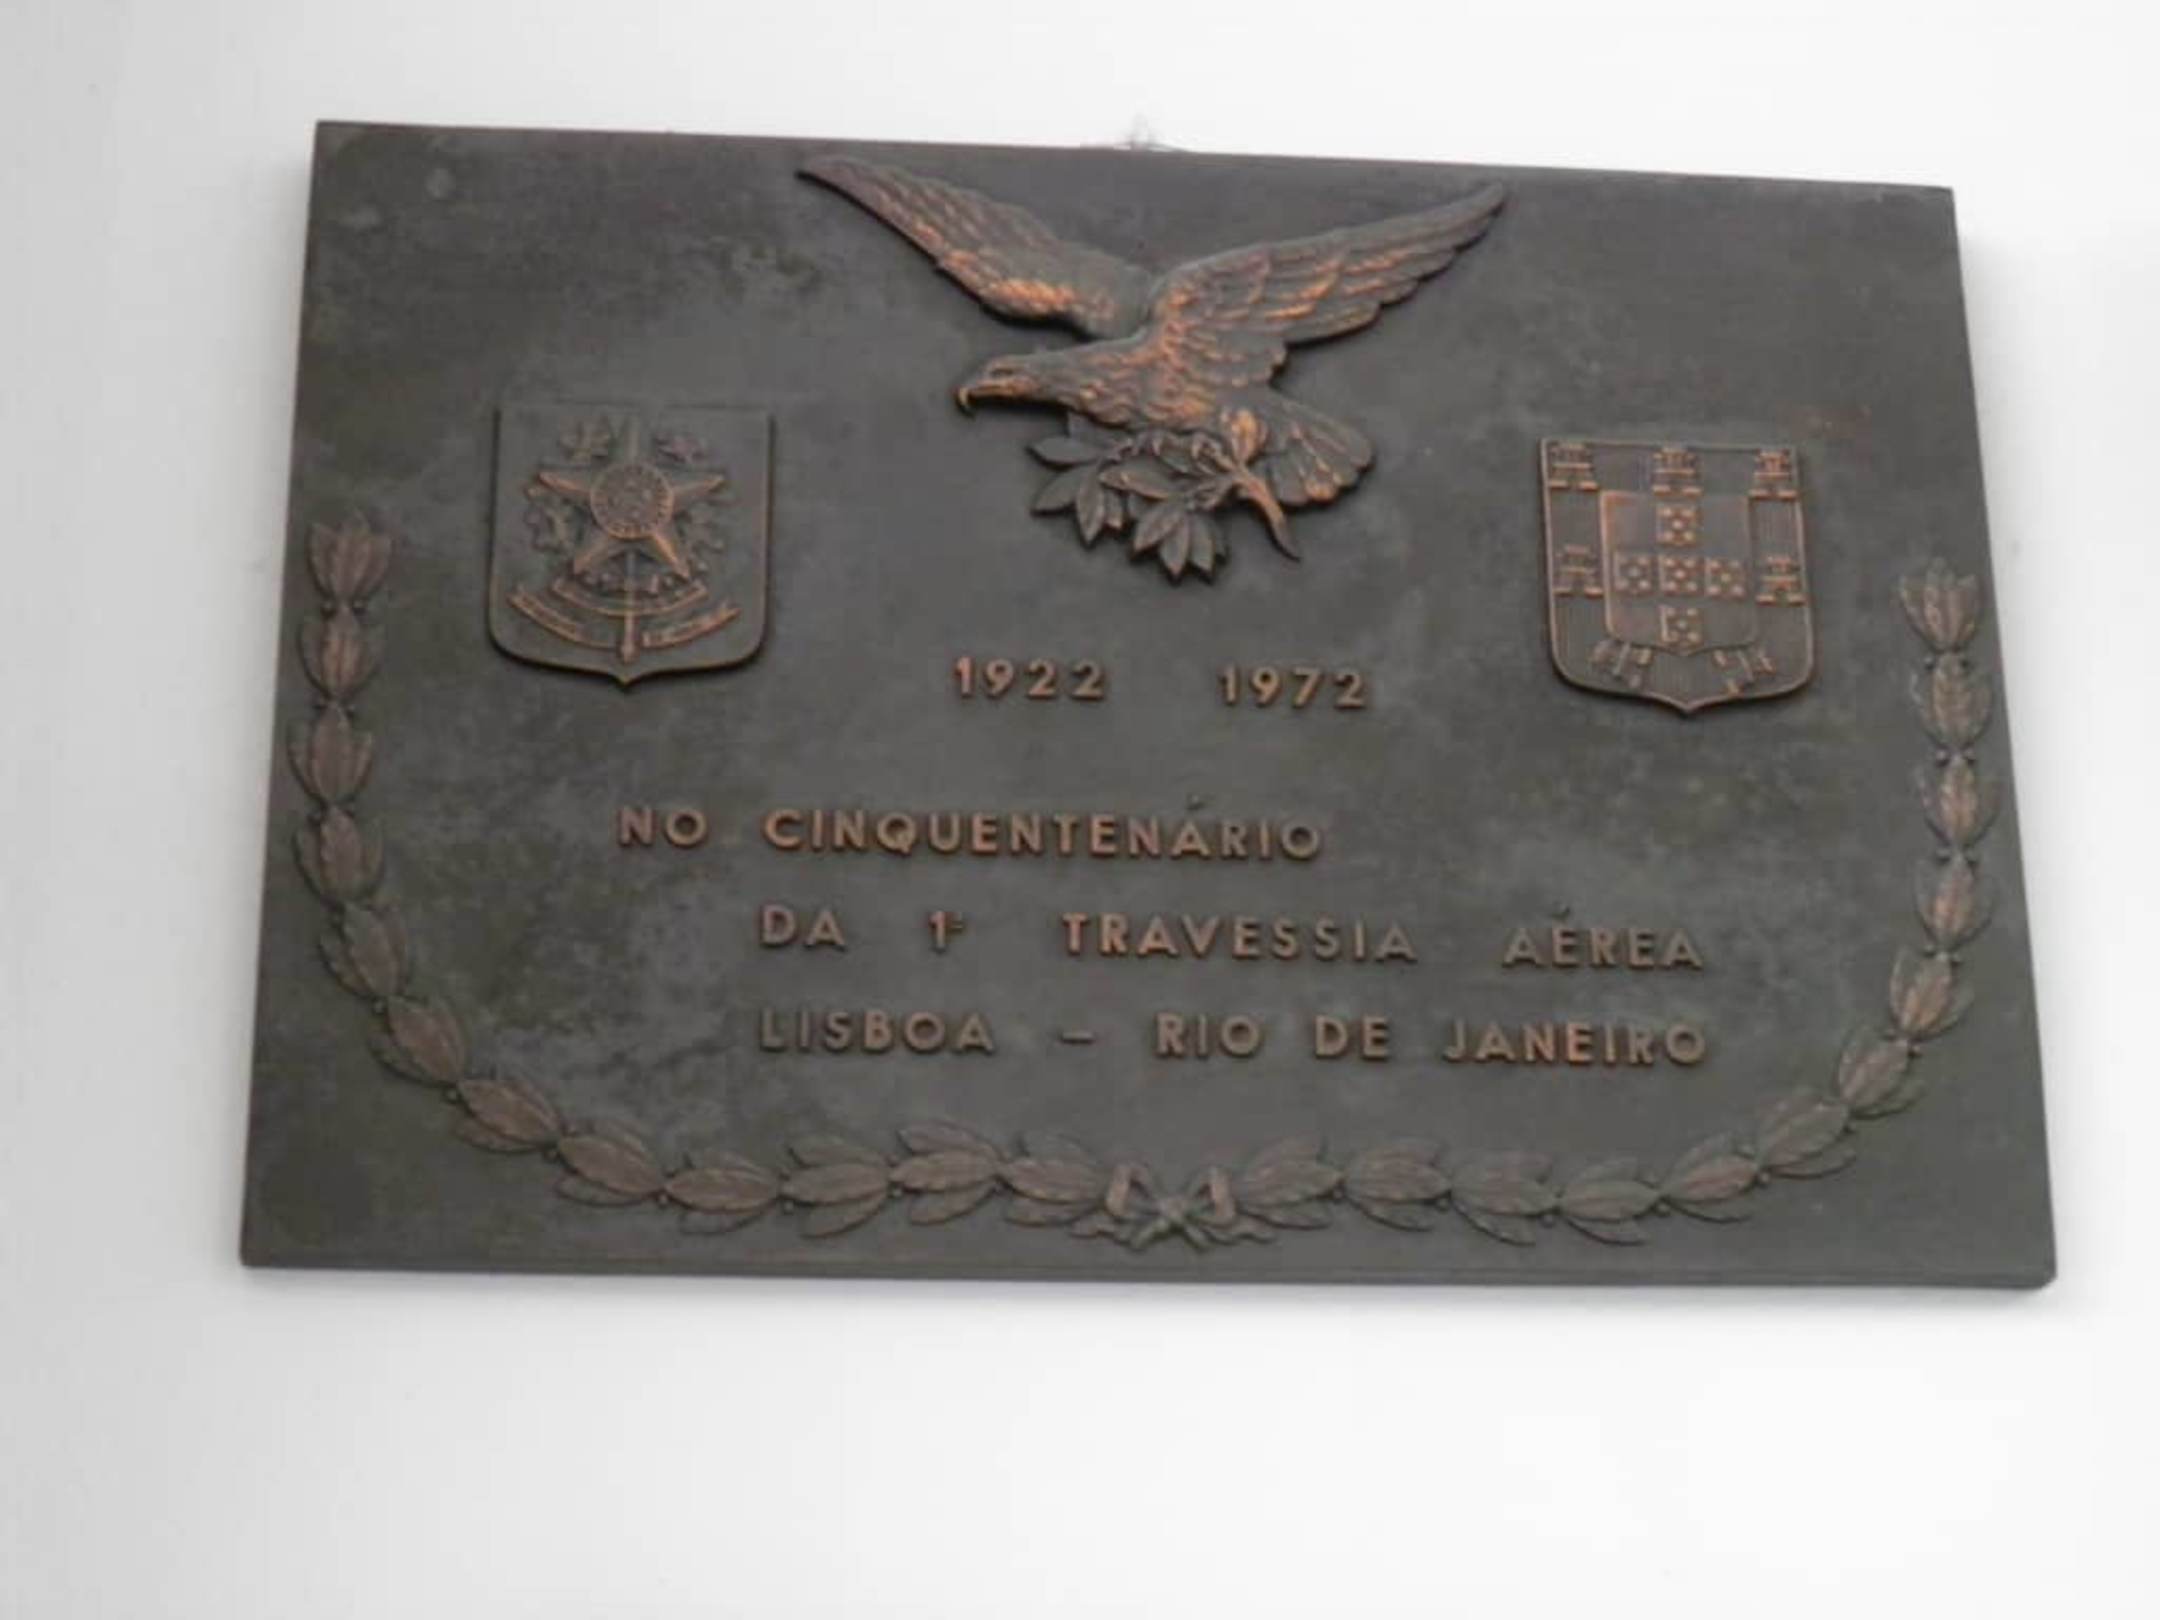 1922 1972
NO CINQUENTENÁRIO
DA 1ª TRAVESSIA AÉREA
LISBOA – RIO DE JANEIRO